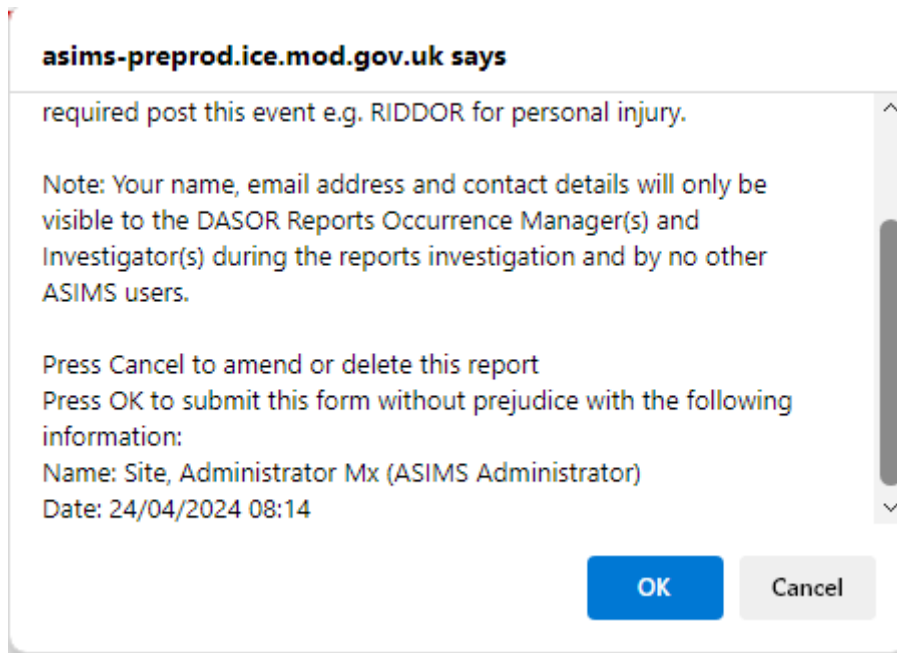 asims-preprod.ice.mod.gov.uk says
required post this event e.g. RIDDOR for personal injury.
Note: Your name, email address and contact details will only be
visible to the DASOR Reports Occurrence Manager(s) and
Investigator(s) during the reports investigation and by no other
ASIMS users.
Press Cancel to amend or delete this report
Press OK to submit this form without prejudice with the following
information:
Name: Site, Administrator Mx (ASIMS Administrator)
Date: 24/04/2024 08:14
OK Cancel